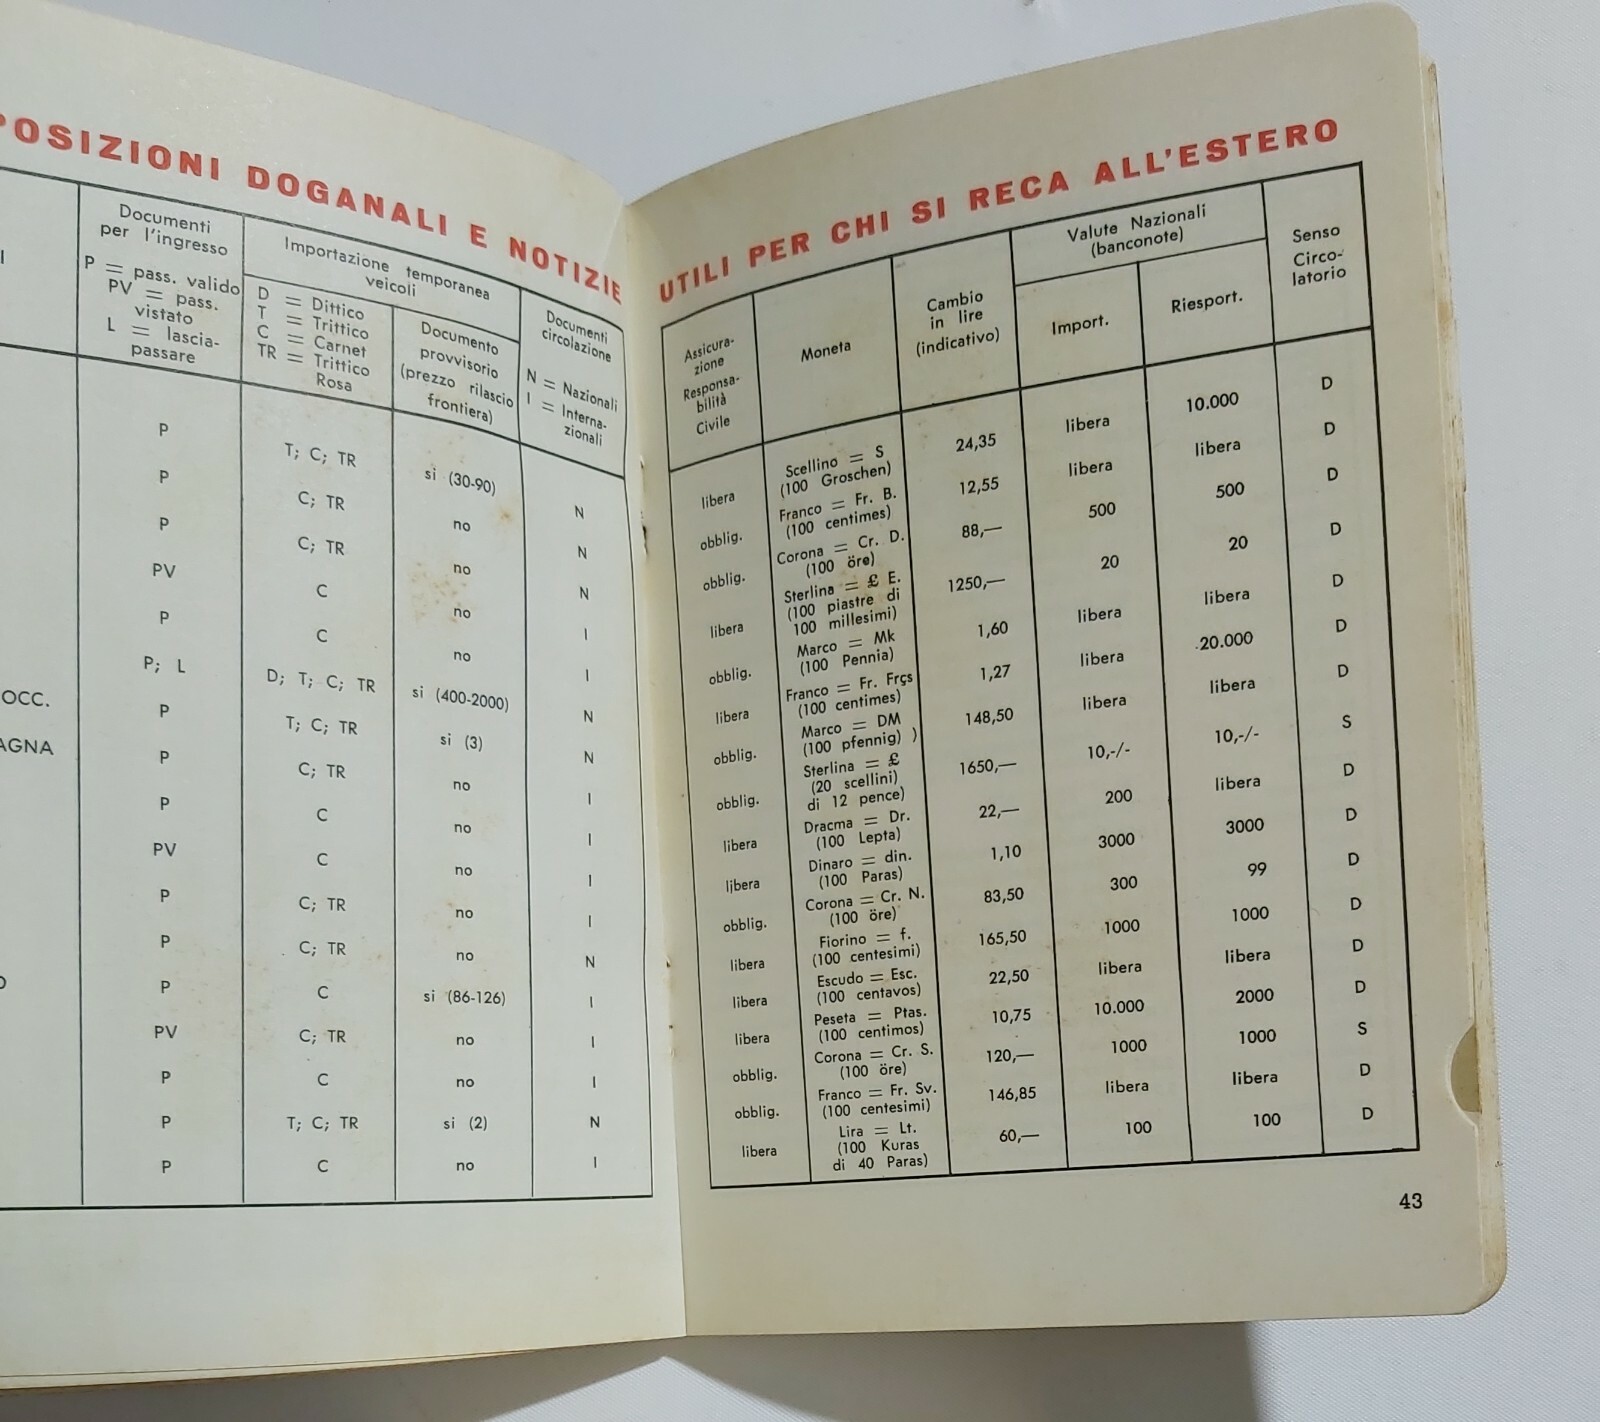 POSIZIONI DOGANALI E NOTIZIE
I
OCC.
AGNA
Documenti
per l'ingresso
P = pass. valido
PV = pass.
vistato
L = lascia-
passare
Importazione temporanea
veicoli
D = Dittico
T = Trittico
C = Carnet
TR = Trittico
Rosa
Documento
provvisorio
(prezzo rilascio
frontiera)
Documenti
circolazione
N = Nazionali
I = Interna-
zionali
P T; C; TR si (30-90) N
P C; TR no N
P C; TR no N
PV C no I
P C no I
P; L D; T; C; TR si (400-2000) N
P T; C; TR si (3) N
P C; TR no I
P C no I
PV C no I
P C; TR no I
P C; TR no N
P C si (86-126) I
PV C; TR no I
P C no I
P T; C; TR si (2) N
P C no I
UTILI PER CHI SI RECA ALL'ESTERO
Assicura-
zione
Responsa-
bilità
Civile
Moneta
Cambio
in lire
(indicativo)
Valute Nazionali
(banconote)
Import.
Riesport.
Senso
Circo-
latorio
libera Scellino = S 24,35 libera 10.000 D
(100 Groschen)
obblig. Franco = Fr. B. 12,55 libera libera D
(100 centimes)
obblig. Corona = Cr. D. 88,— 500 500 D
(100 öre)
libera Sterlina = £ E. 1250,— 20 20 D
(100 piastre di
100 millesimi)
obblig. Marco = Mk 1,60 libera libera D
(100 Pennia)
libera Franco = Fr. Frçs 1,27 libera 20.000 D
(100 centimes)
obblig. Marco = DM 148,50 libera libera D
(100 pfennig) )
obblig. Sterlina = £ 1650,— 10,-/- 10,-/- S
(20 scellini)
di 12 pence)
libera Dracma = Dr. 22,— 200 libera D
(100 Lepta)
libera Dinaro = din. 1,10 3000 3000 D
(100 Paras)
obblig. Corona = Cr. N. 83,50 300 99 D
(100 öre)
libera Fiorino = f. 165,50 1000 1000 D
(100 centesimi)
libera Escudo = Esc. 22,50 libera libera D
(100 centavos)
libera Peseta = Ptas. 10,75 10.000 2000 D
(100 centimos)
obblig. Corona = Cr. S. 120,— 1000 1000 S
(100 öre)
obblig. Franco = Fr. Sv. 146,85 libera libera D
(100 centesimi)
libera Lira = Lt. 60,— 100 100 D
(100 Kuras
di 40 Paras)
43